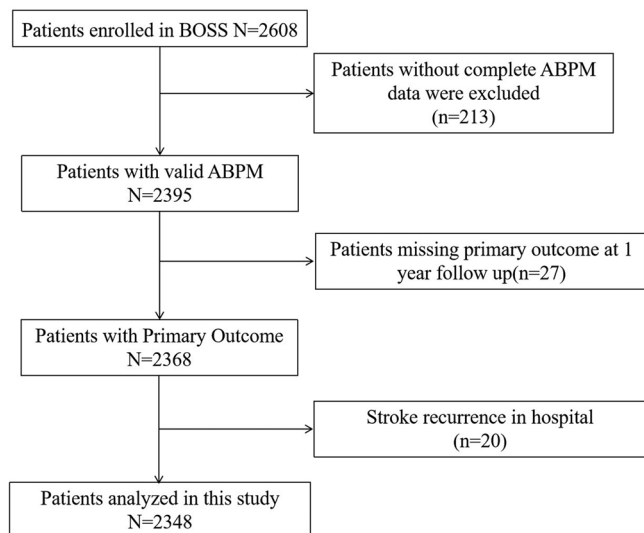 Patients enrolled in BOSS N=2608
Patients without complete ABPM
data were excluded
(n=213)
Patients with valid ABPM
N=2395
Patients missing primary outcome at 1
year follow up(n=27)
Patients with Primary Outcome
N=2368
Stroke recurrence in hospital
(n=20)
Patients analyzed in this study
N=2348